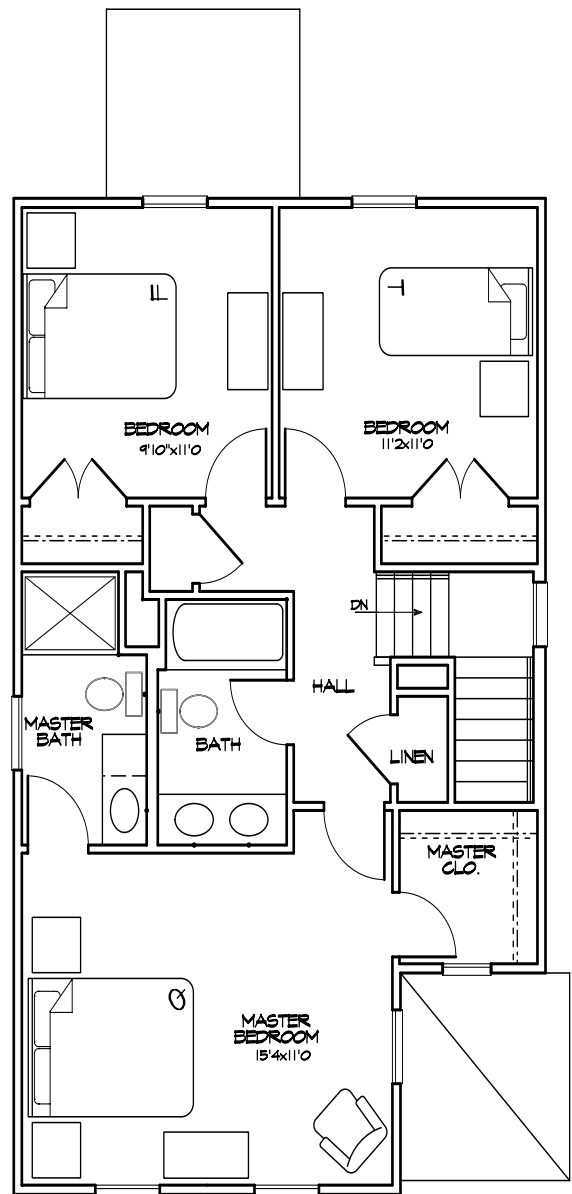 F
T
BEDROOM
9'10"x11'0
BEDROOM
11'2x11'0
DN
HALL
MASTER
BATH
BATH
LINEN
MASTER
CLO.
Q
MASTER
BEDROOM
15'4x11'0